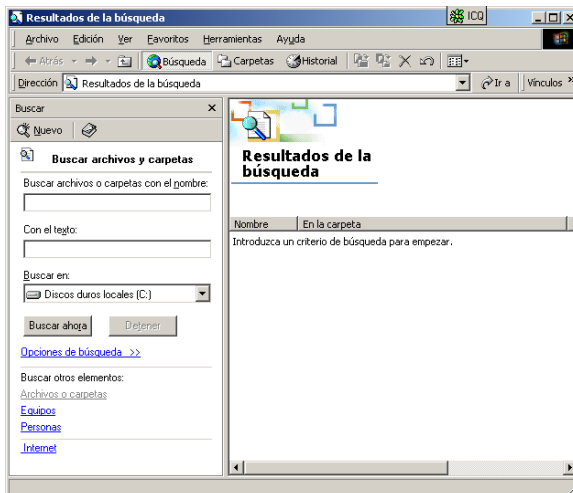 Resultados de la búsqueda
ICQ
Archivo Edición Ver Favoritos Herramientas Ayuda
Atrás Búsqueda Carpetas Historial
Dirección Resultados de la búsqueda Ir a Vínculos »
Buscar
Nuevo
Buscar archivos y carpetas
Buscar archivos o carpetas con el nombre:
Con el texto:
Buscar en:
Discos duros locales (C:)
Buscar ahora Detener
Opciones de búsqueda >>
Buscar otros elementos:
Archivos o carpetas
Equipos
Personas
Internet
Resultados de la
búsqueda
Nombre En la carpeta
Introduzca un criterio de búsqueda para empezar.